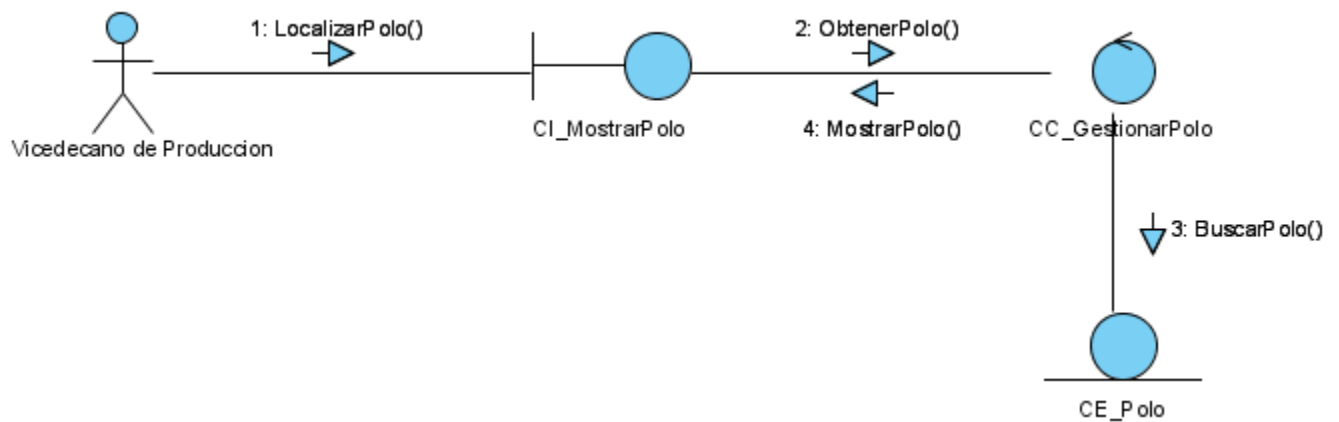 1: LocalizarPolo()
2: ObtenerPolo()
CI_MostrarPolo
4: MostrarPolo()
CC_GestionarPolo
Vicedecano de Produccion
3: BuscarPolo()
CE_Polo